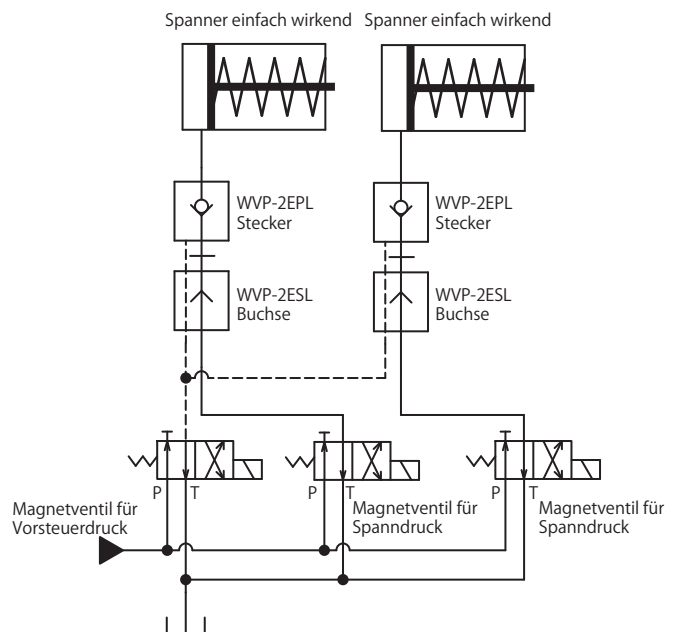 Spanner einfach wirkend
Spanner einfach wirkend
WVP-2EPL
Stecker
WVP-2EPL
Stecker
WVP-2ESL
Buchse
WVP-2ESL
Buchse
P T
P T
P T
Magnetventil für
Vorsteuerdruck
Magnetventil für
Spanndruck
Magnetventil für
Spanndruck